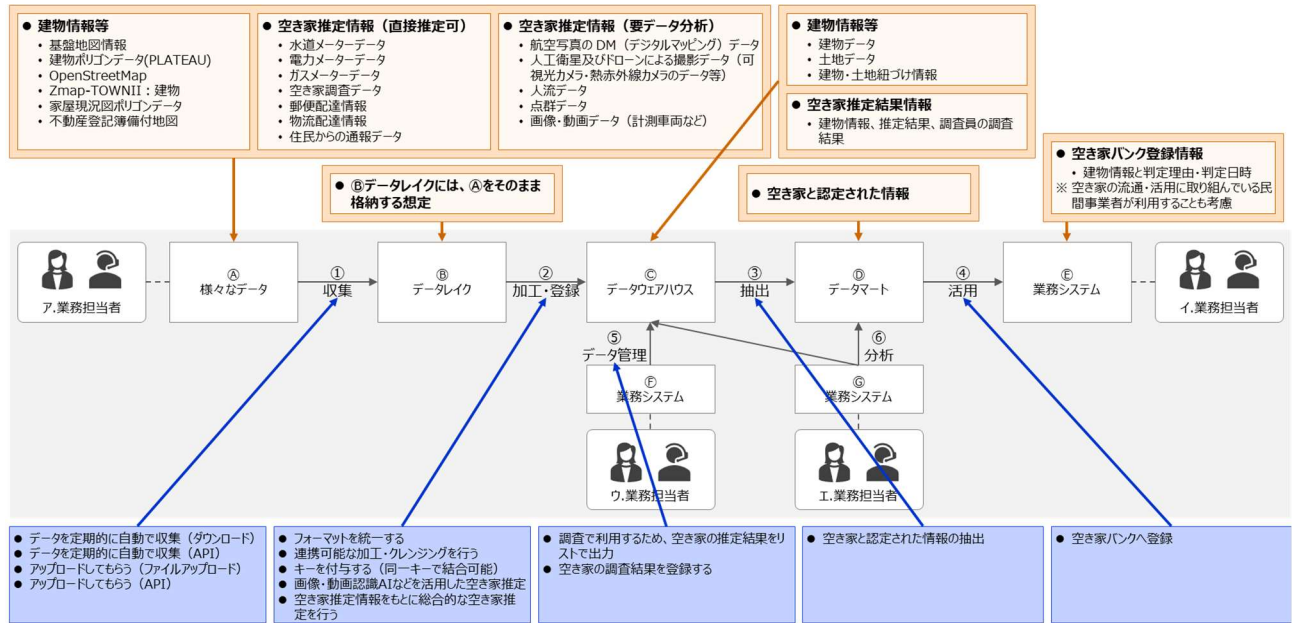 ● 建物情報等
• 基盤地図情報
• 建物ポリゴンデータ(PLATEAU)
• OpenStreetMap
• Zmap-TOWNII：建物
• 家屋現況図ポリゴンデータ
• 不動産登記簿備付地図
● 空き家推定情報（直接推定可）
• 水道メーターデータ
• 電力メーターデータ
• ガスメーターデータ
• 空き家調査データ
• 郵便配達情報
• 物流配達情報
• 住民からの通報データ
● 空き家推定情報（要データ分析）
• 航空写真のDM（デジタルマッピング）データ
• 人工衛星及びドローンによる撮影データ（可
視光カメラ・熱赤外線カメラのデータ等）
• 人流データ
• 点群データ
• 画像・動画データ（計測車両など）
● 建物情報等
• 建物データ
• 土地データ
• 建物・土地紐づけ情報
● 空き家推定結果情報
• 建物情報、推定結果、調査員の調査
結果
● 空き家バンク登録情報
• 建物情報と判定理由・判定日時
※ 空き家の流通・活用に取り組んでいる民
間事業者が利用することも考慮
● Ⓑデータレイクには、Ⓐをそのまま
格納する想定
● 空き家と認定された情報
ア.業務担当者
Ⓐ
様々なデータ
①
収集
Ⓑ
データレイク
②
加工・登録
Ⓒ
データウェアハウス
③
抽出
Ⓓ
データマート
④
活用
Ⓔ
業務システム
イ.業務担当者
⑤
データ管理
⑥
分析
Ⓕ
業務システム
Ⓖ
業務システム
ウ.業務担当者
エ.業務担当者
● データを定期的に自動で収集（ダウンロード）
● データを定期的に自動で収集（API）
● アップロードしてもらう（ファイルアップロード）
● アップロードしてもらう（API）
● フォーマットを統一する
● 連携可能な加工・クレンジングを行う
● キーを付与する（同一キーで結合可能）
● 画像・動画認識AIなどを活用した空き家推定
● 空き家推定情報をもとに総合的な空き家推
定を行う
● 調査で利用するため、空き家の推定結果をリ
ストで出力
● 空き家の調査結果を登録する
● 空き家と認定された情報の抽出
● 空き家バンクへ登録